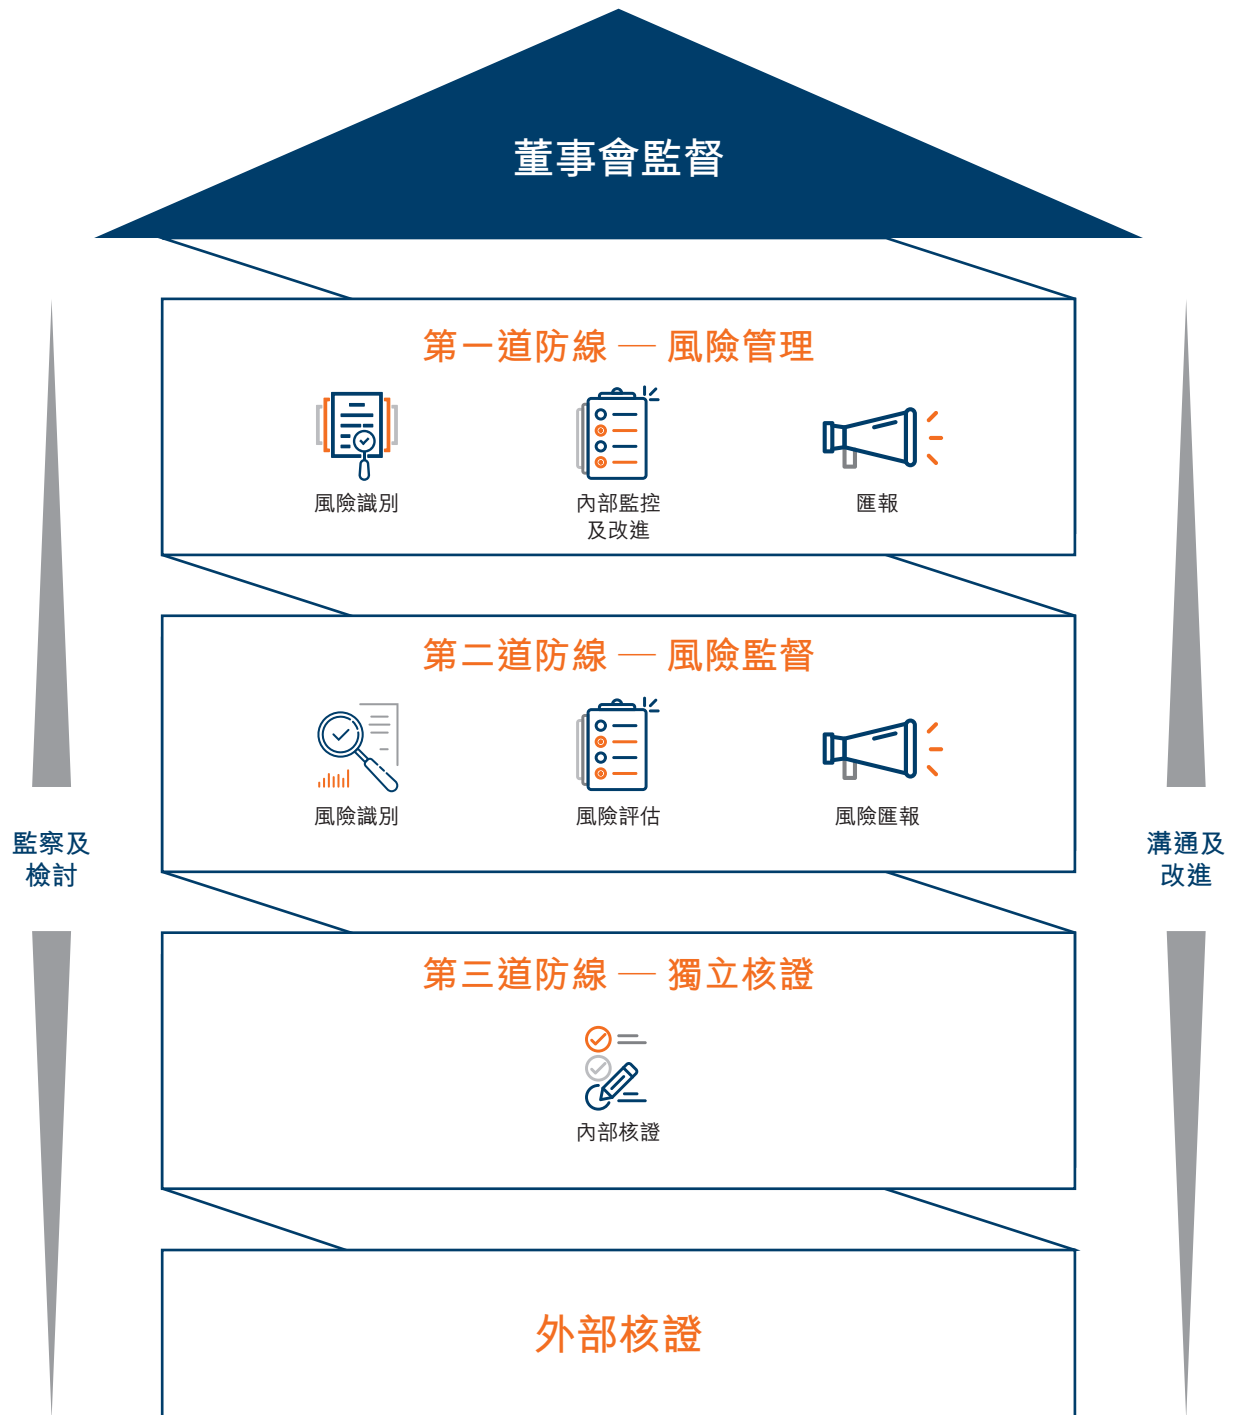 董事會監督
第一道防線 — 風險管理
風險識別
內部監控
及改進
匯報
第二道防線 — 風險監督
風險識別
風險評估
風險匯報
監察及
檢討
溝通及
改進
第三道防線 — 獨立核證
內部核證
外部核證